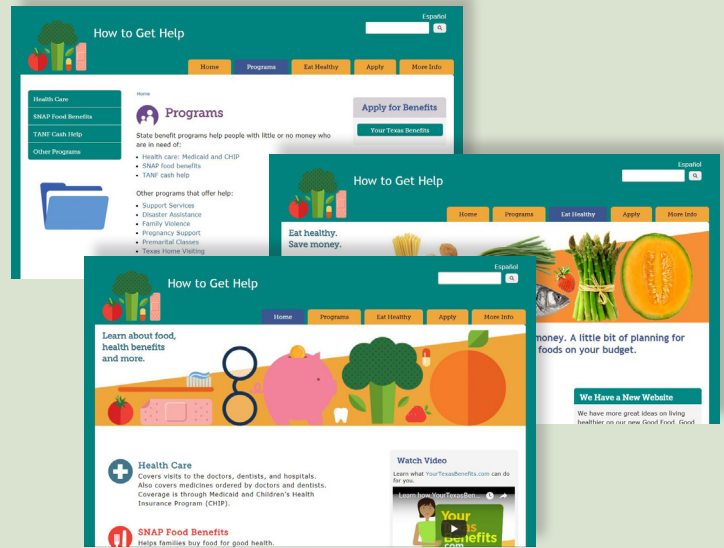 Español
How to Get Help
Home Programs Eat Healthy Apply More Info
Health Care
SNAP Food Benefits
TANF Cash Help
Other Programs
Home
Programs
State benefit programs help people with little or no money who
are in need of:
• Health care: Medicaid and CHIP
• SNAP food benefits
• TANF cash help
Other programs that offer help:
• Support Services
• Disaster Assistance
• Family Violence
• Pregnancy Support
• Premarital Classes
• Texas Home Visiting
Apply for Benefits
Your Texas Benefits
Español
How to Get Help
Home Programs Eat Healthy Apply More Info
Eat healthy.
Save money.
money. A little bit of planning for
foods on your budget.
We Have a New Website
We have more great ideas on living
healthier on our new Good Food, Good
Español
How to Get Help
Home Programs Eat Healthy Apply More Info
Learn about food,
health benefits
and more.
Health Care
Covers visits to the doctors, dentists, and hospitals.
Also covers medicines ordered by doctors and dentists.
Coverage is through Medicaid and Children's Health
Insurance Program (CHIP).
SNAP Food Benefits
Helps families buy food for good health.
Watch Video
Learn what YourTexasBenefits.com can do
for you.
Learn how YourTexasBen...
Your
Benefits
com